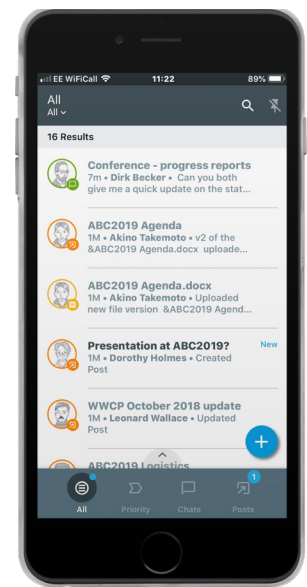 EE WiFiCall 11:22 89%
All
All
16 Results
Conference - progress reports
7m • Dirk Becker • Can you both
give me a quick update on the stat...
ABC2019 Agenda
1M • Akino Takemoto • v2 of the
&ABC2019 Agenda.docx uploade...
ABC2019 Agenda.docx
1M • Akino Takemoto • Uploaded
new file version &ABC2019 Agend...
Presentation at ABC2019? New
1M • Dorothy Holmes • Created
Post
WWCP October 2018 update
1M • Leonard Wallace • Updated
Post
ABC2019 Logistics
1
All Priority Chats Posts